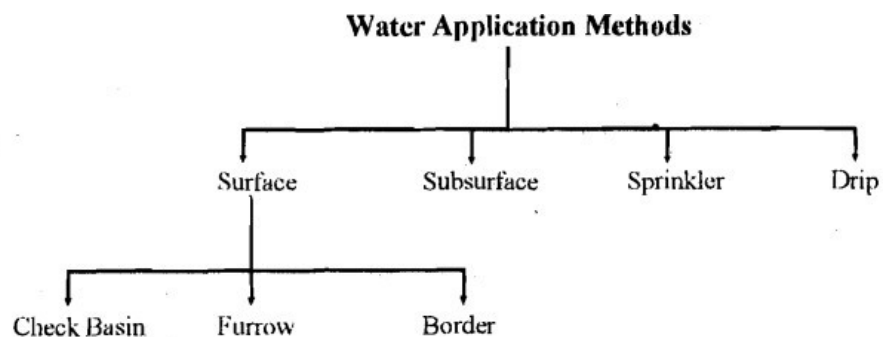 Water Application Methods
Surface Subsurface Sprinkler Drip
Check Basin Furrow Border